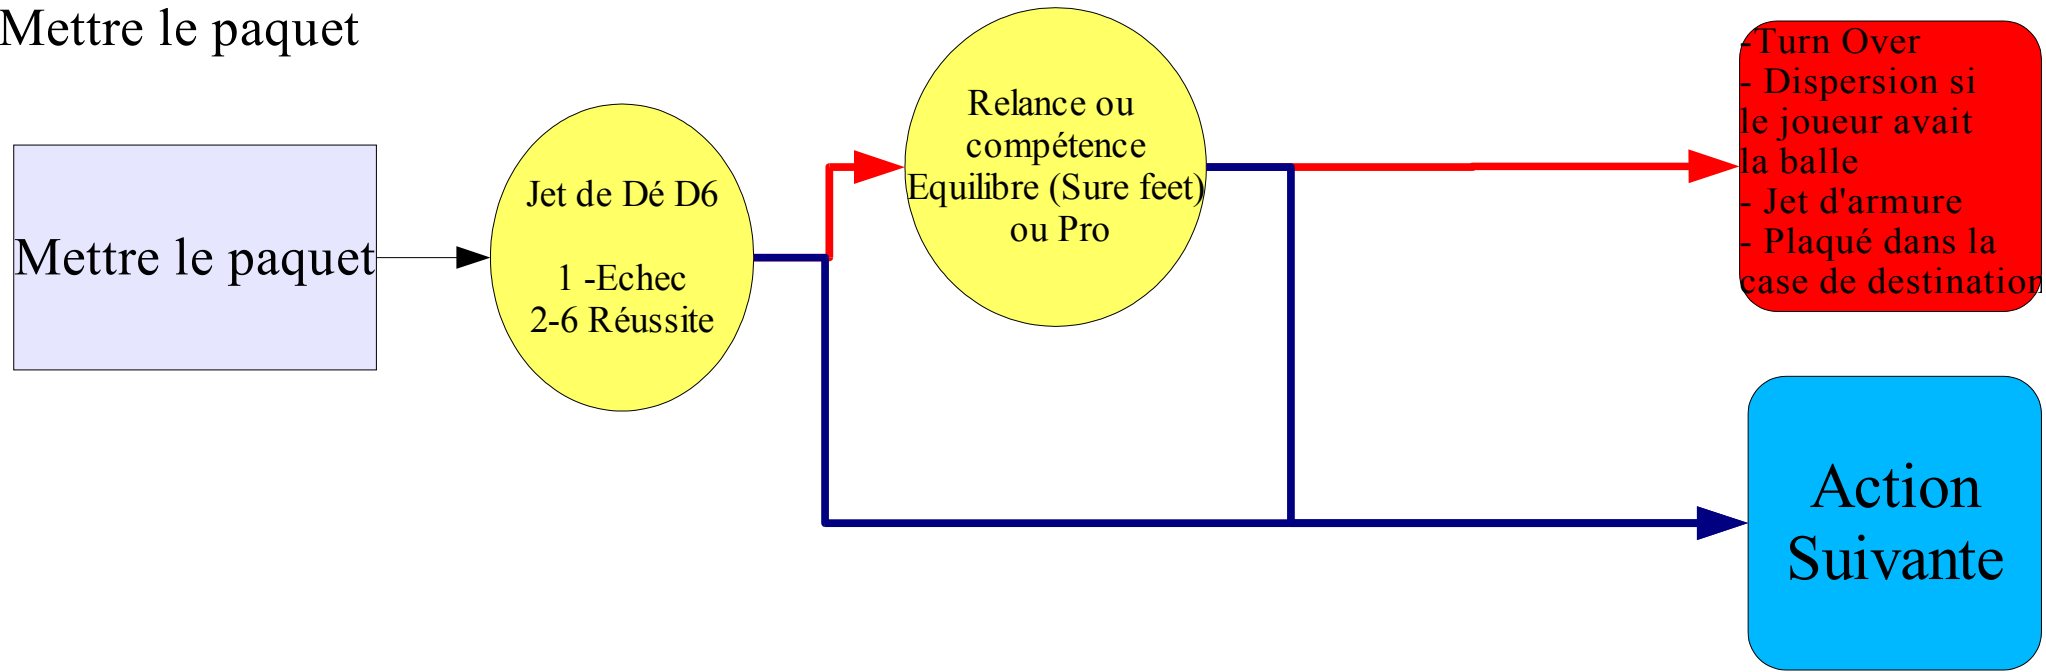 Mettre le paquet
Mettre le paquet
Jet de Dé D6
1 -Echec
2-6 Réussite
Relance ou
compétence
Equilibre (Sure feet)
ou Pro
-Turn Over
- Dispersion si
le joueur avait
la balle
- Jet d'armure
- Plaqué dans la
case de destination
Action
Suivante